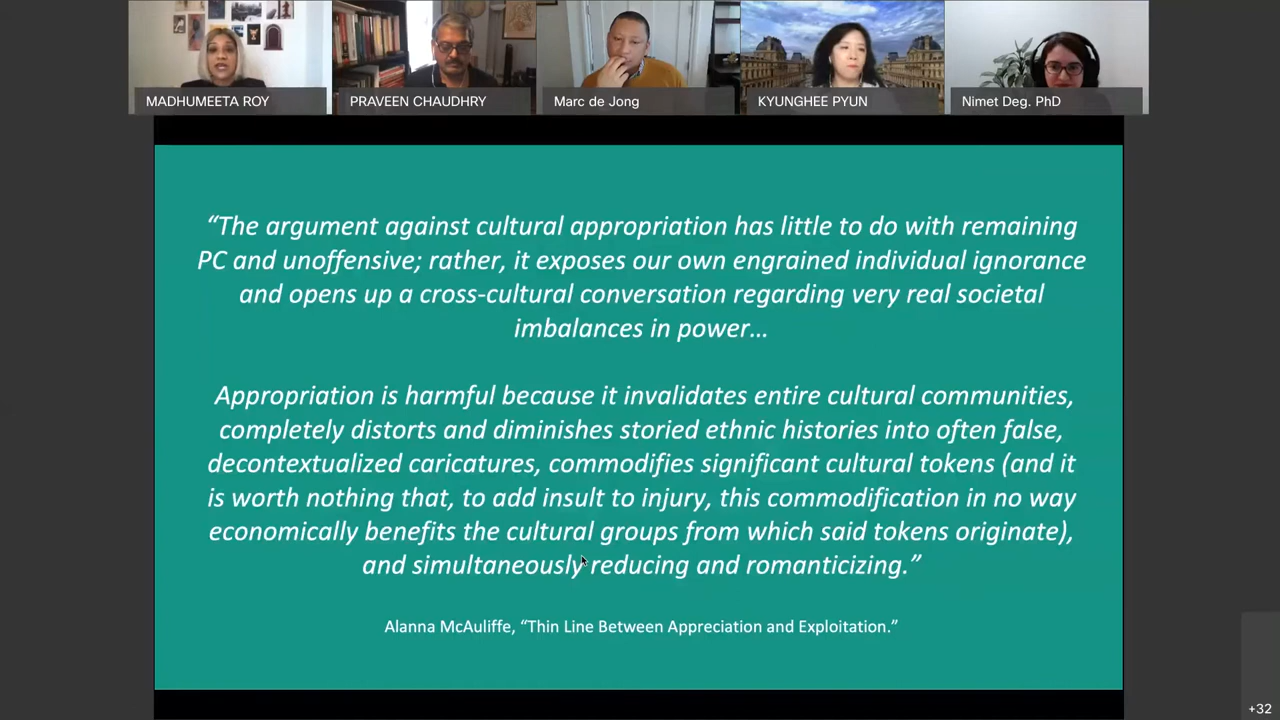 MADHUMEETA ROY
PRAVEEN CHAUDHRY
Marc de Jong
KYUNGHEE PYUN
Nimet Deg. PhD
“The argument against cultural appropriation has little to do with remaining
PC and unoffensive; rather, it exposes our own engrained individual ignorance
and opens up a cross-cultural conversation regarding very real societal
imbalances in power…
Appropriation is harmful because it invalidates entire cultural communities,
completely distorts and diminishes storied ethnic histories into often false,
decontextualized caricatures, commodifies significant cultural tokens (and it
is worth nothing that, to add insult to injury, this commodification in no way
economically benefits the cultural groups from which said tokens originate),
and simultaneously reducing and romanticizing.”
Alanna McAuliffe, “Thin Line Between Appreciation and Exploitation.”
+32